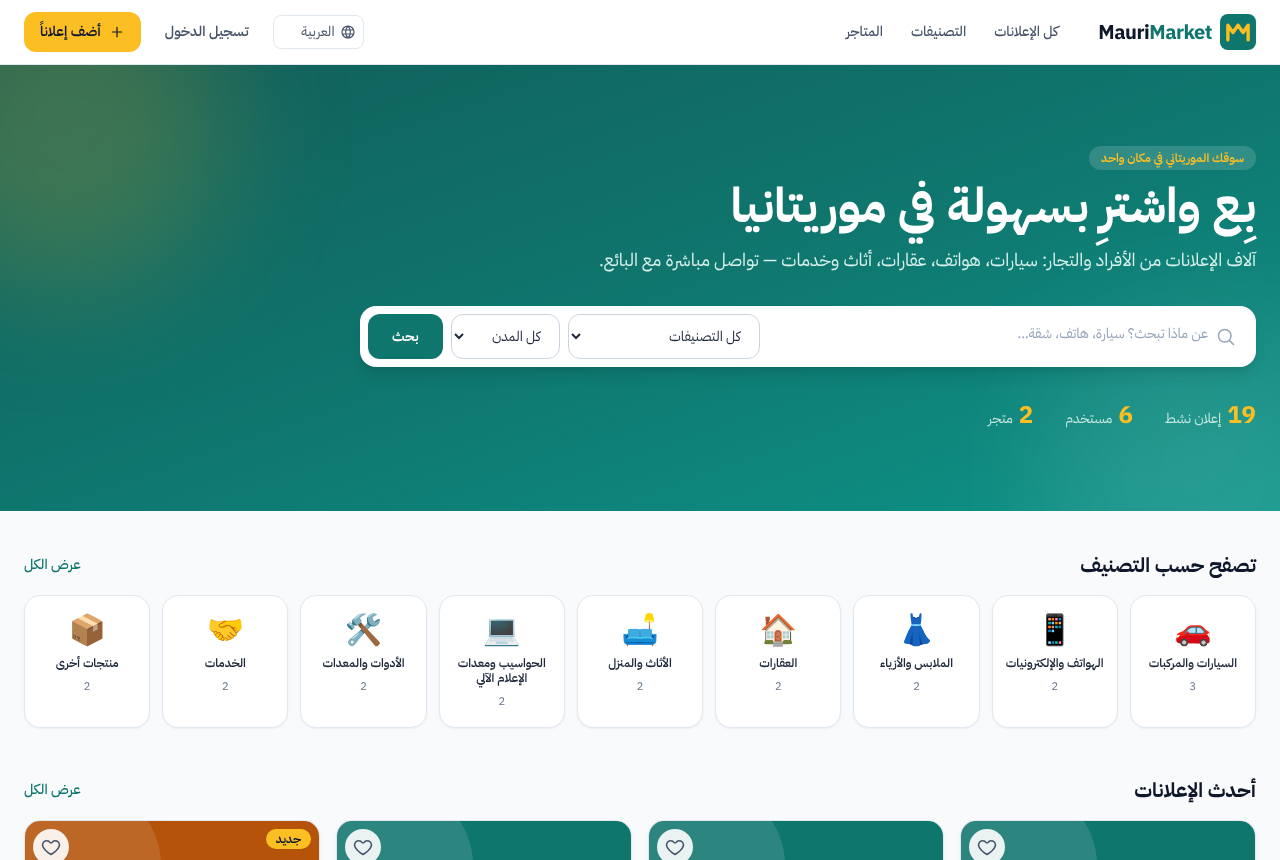 MauriMarket
كل الإعلانات
التصنيفات
المتاجر
العربية
تسجيل الدخول
أضف إعلاناً
سوقك الموريتاني في مكان واحد
بِع واشترِ بسهولة في موريتانيا
آلاف الإعلانات من الأفراد والتجار: سيارات، هواتف، عقارات، أثاث وخدمات — تواصل مباشرة مع البائع.
عن ماذا تبحث؟ سيارة، هاتف، شقة...
كل التصنيفات
كل المدن
بحث
19 إعلان نشط
6 مستخدم
2 متجر
تصفح حسب التصنيف
عرض الكل
السيارات والمركبات
3
الهواتف والإلكترونيات
2
الملابس والأزياء
2
العقارات
2
الأثاث والمنزل
2
الحواسيب ومعدات
الإعلام الآلي
2
الأدوات والمعدات
2
الخدمات
2
منتجات أخرى
2
أحدث الإعلانات
عرض الكل
جديد